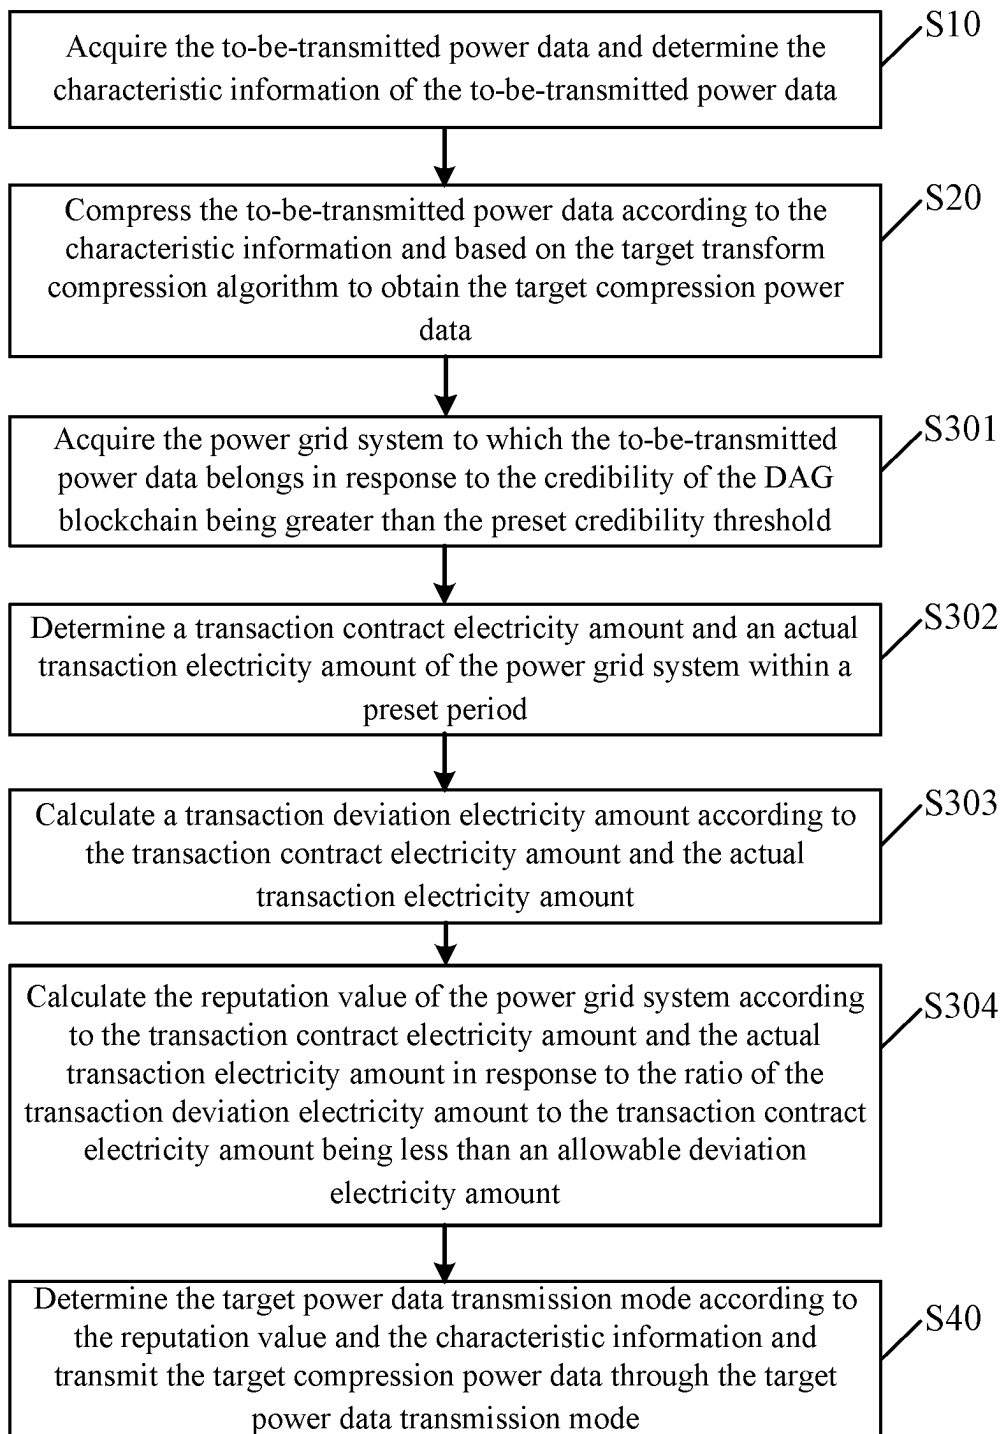 Acquire the to-be-transmitted power data and determine the
characteristic information of the to-be-transmitted power data
S10
Compress the to-be-transmitted power data according to the
characteristic information and based on the target transform
compression algorithm to obtain the target compression power
data
S20
Acquire the power grid system to which the to-be-transmitted
power data belongs in response to the credibility of the DAG
blockchain being greater than the preset credibility threshold
S301
Determine a transaction contract electricity amount and an actual
transaction electricity amount of the power grid system within a
preset period
S302
Calculate a transaction deviation electricity amount according to
the transaction contract electricity amount and the actual
transaction electricity amount
S303
Calculate the reputation value of the power grid system according
to the transaction contract electricity amount and the actual
transaction electricity amount in response to the ratio of the
transaction deviation electricity amount to the transaction contract
electricity amount being less than an allowable deviation
electricity amount
S304
Determine the target power data transmission mode according to
the reputation value and the characteristic information and
transmit the target compression power data through the target
power data transmission mode
S40